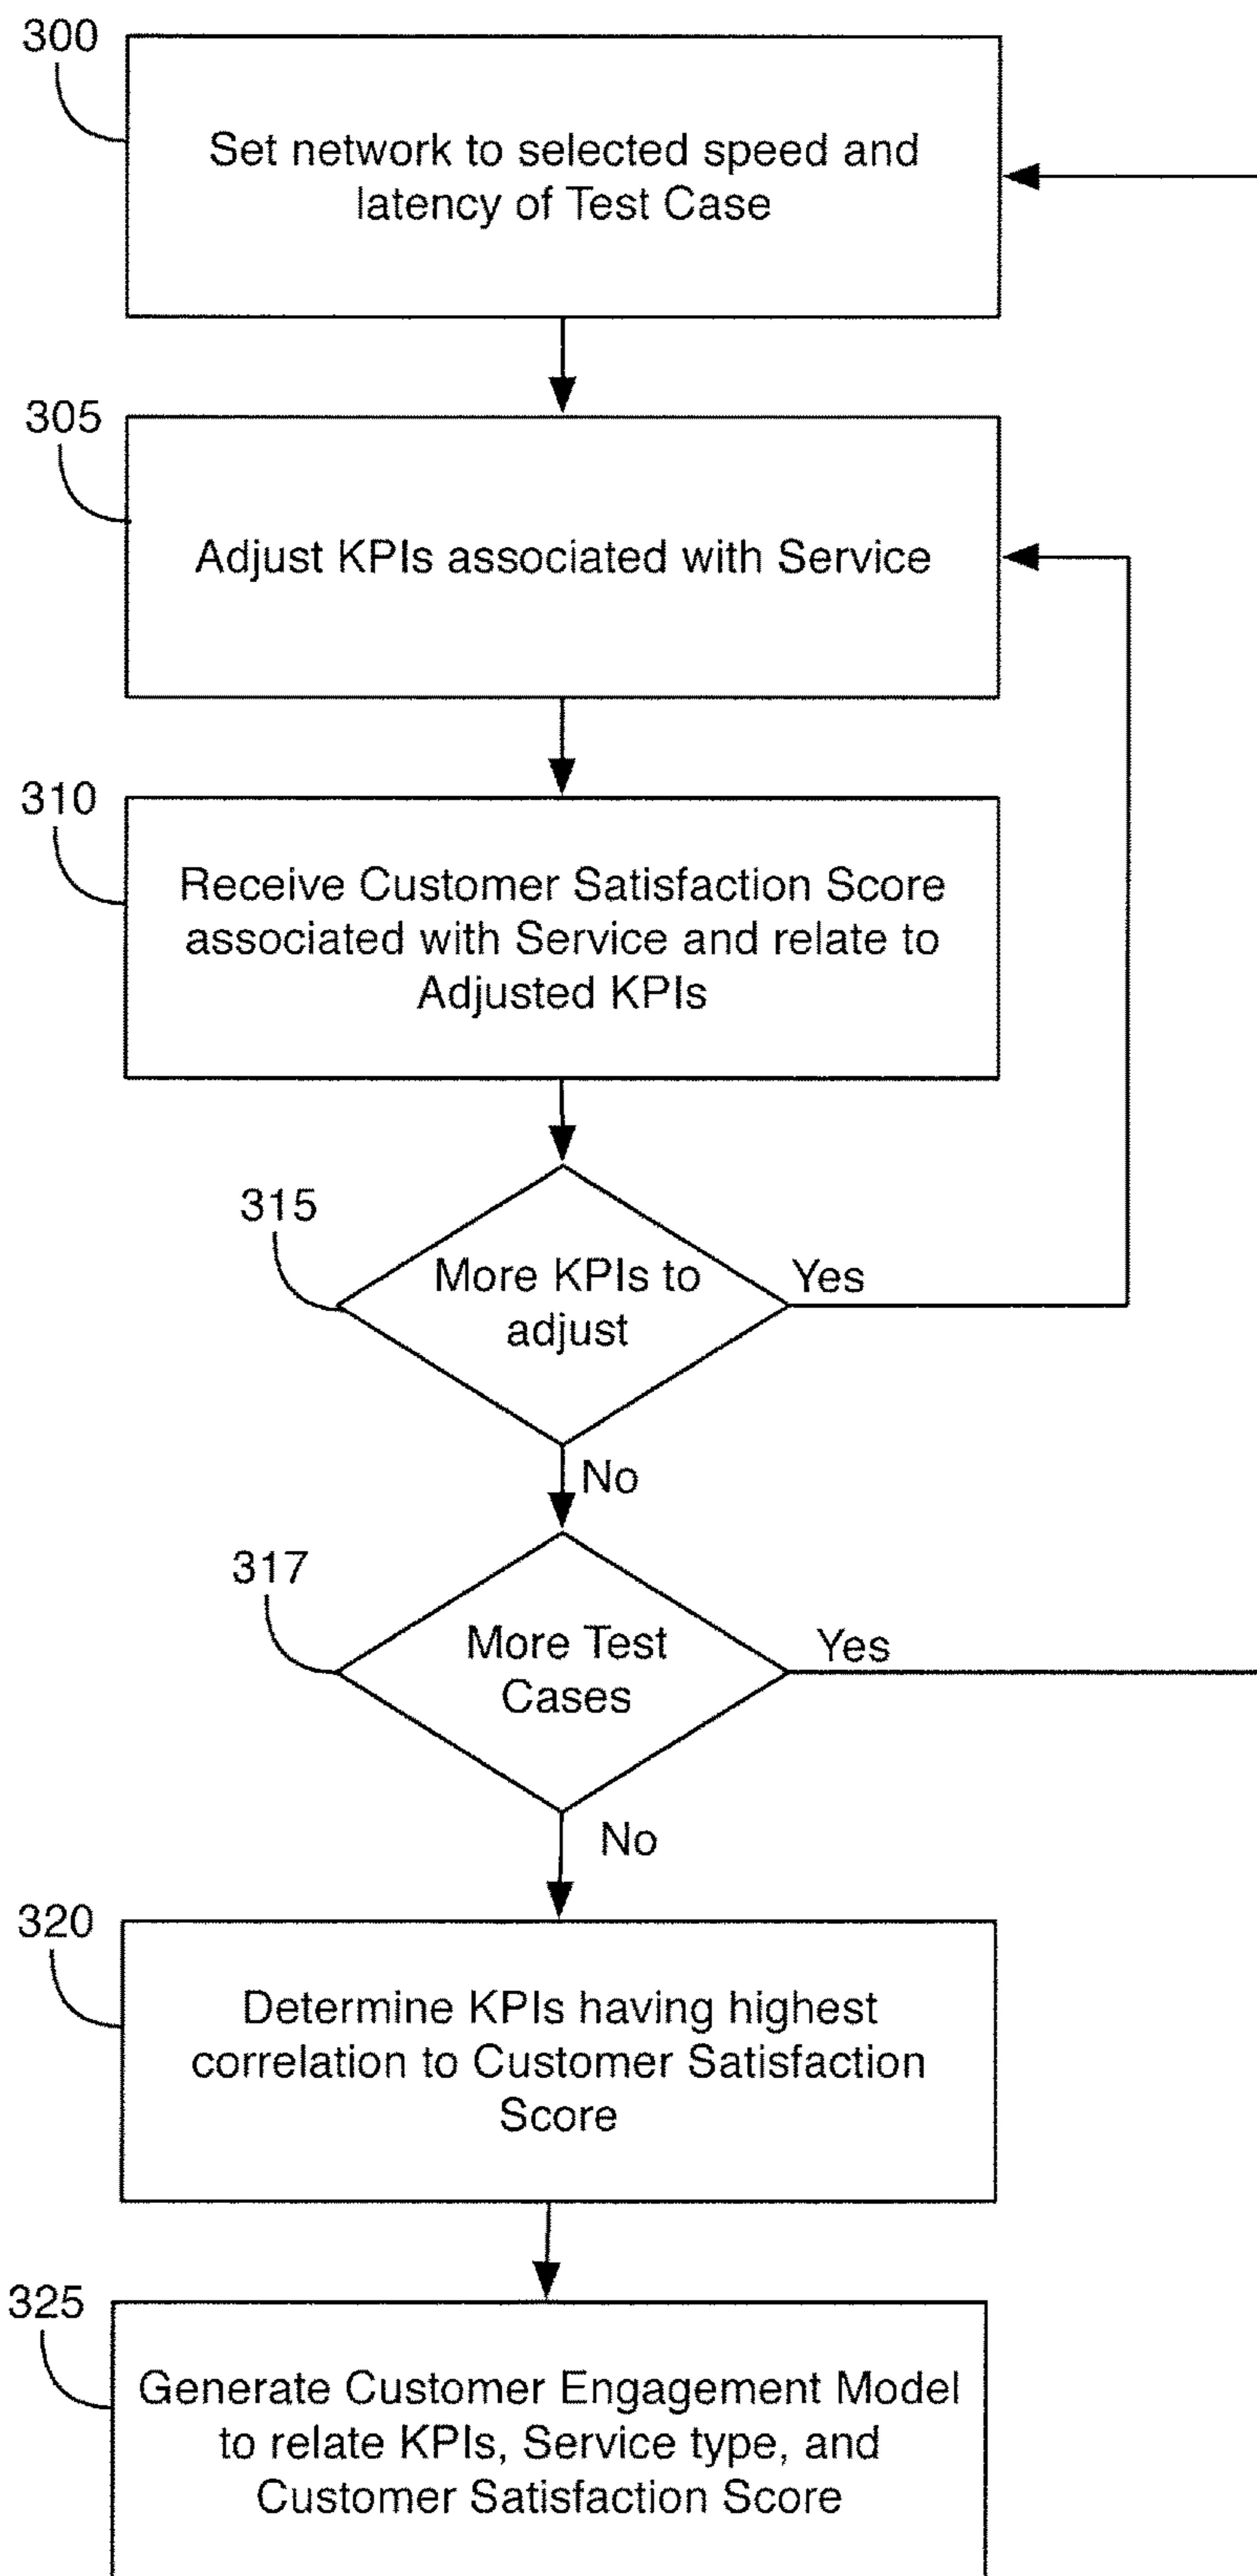 300
Set network to selected speed and
latency of Test Case
305
Adjust KPIs associated with Service
310
Receive Customer Satisfaction Score
associated with Service and relate to
Adjusted KPIs
315
More KPIs to
adjust
Yes
No
317
More Test
Cases
Yes
No
320
Determine KPIs having highest
correlation to Customer Satisfaction
Score
325
Generate Customer Engagement Model
to relate KPIs, Service type, and
Customer Satisfaction Score